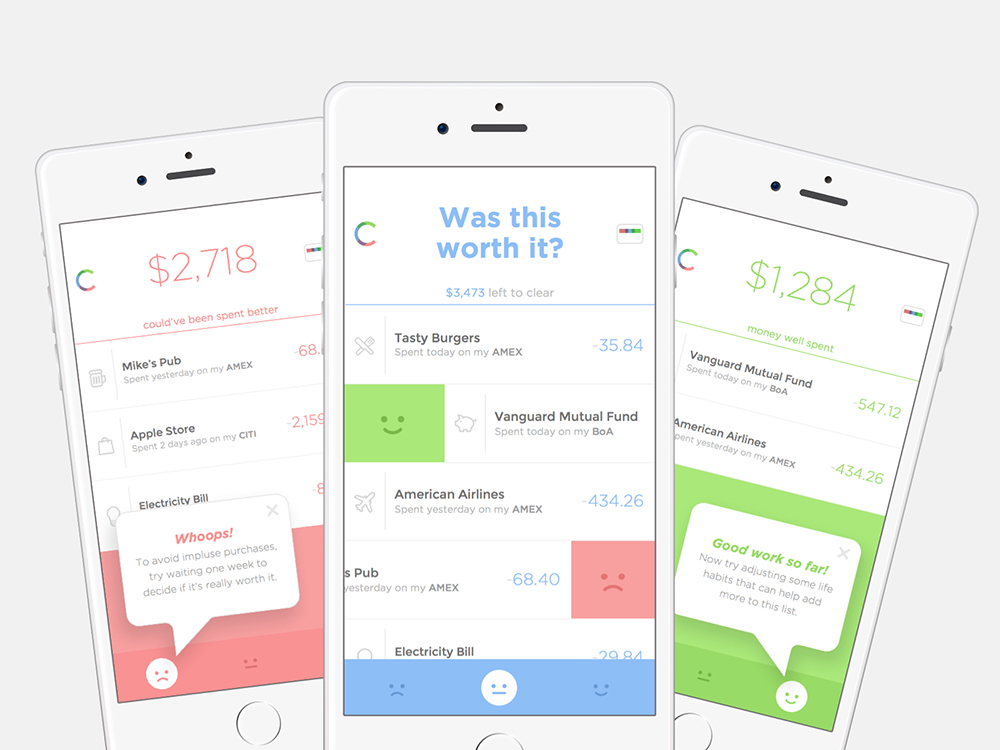 $2,718
could've been spent better
Mike's Pub
-68.
Spent yesterday on my AMEX
Apple Store
-2,159
Spent 2 days ago on my CITI
Electricity Bill
-8
Whoops!
To avoid impluse purchases,
try waiting one week to
decide if it's really worth it.
Was this
worth it?
$3,473 left to clear
Tasty Burgers
-35.84
Spent today on my AMEX
Vanguard Mutual Fund
Spent today on my BoA
American Airlines
-434.26
Spent yesterday on my AMEX
s Pub
-68.40
yesterday on my AMEX
Electricity Bill
-29.84
$1,284
money well spent
Vanguard Mutual Fund
-547.12
Spent today on my BoA
American Airlines
-434.26
pent yesterday on my AMEX
Good work so far!
Now try adjusting some life
habits that can help add
more to this list.